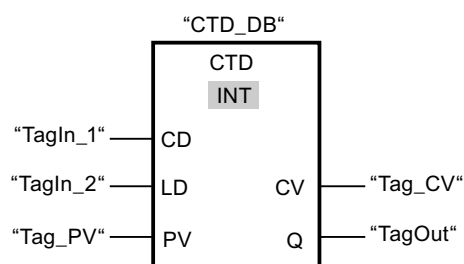 “CTD_DB“
CTD
INT
“TagIn_1“ CD
“TagIn_2“ LD CV “Tag_CV“
“Tag_PV“ PV Q “TagOut“